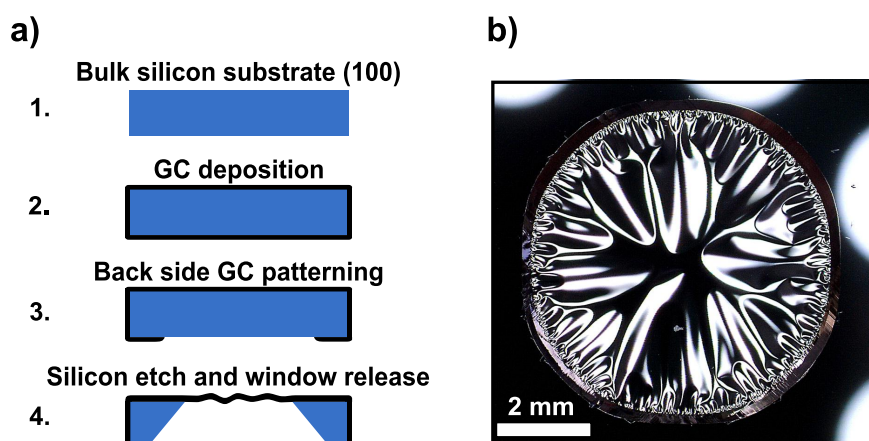 a)
Bulk silicon substrate (100)
1.
GC deposition
2.
Back side GC patterning
3.
Silicon etch and window release
4.
b)
2 mm